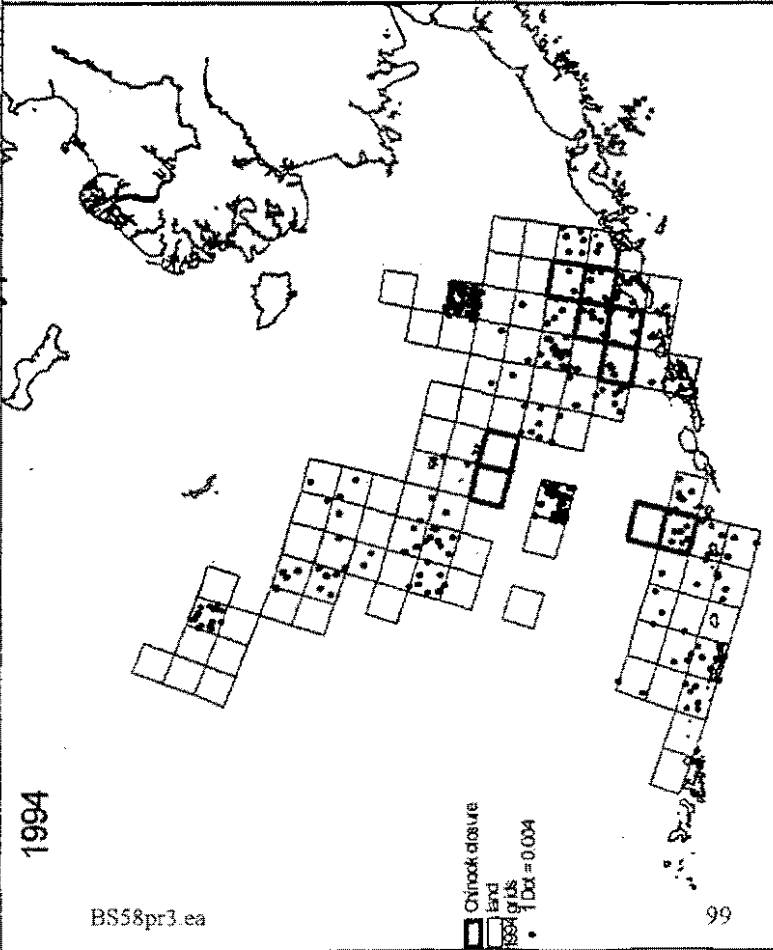 1994
Chinook closure
land
1994 grids
1 Dot = 0.004
BS58pr3.ea
99